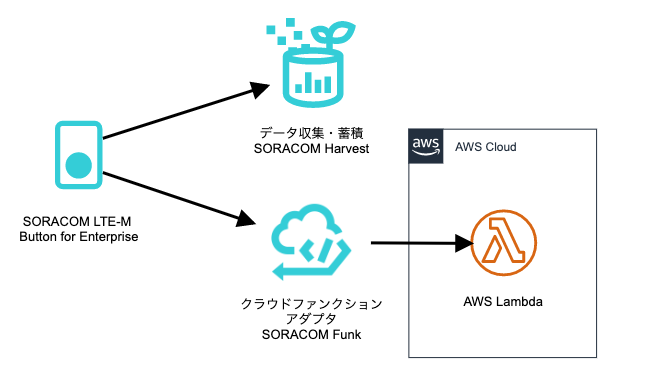 データ収集・蓄積
SORACOM Harvest
aws
AWS Cloud
SORACOM LTE-M
Button for Enterprise
クラウドファンクション
アダプタ
SORACOM Funk
AWS Lambda